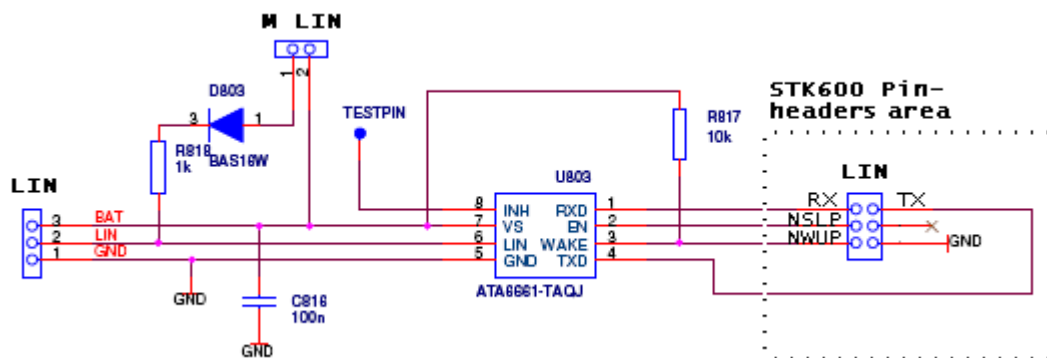 M LIN
1
2
D803
3
1
BAS16W
R818
1k
TESTPIN
R817
10k
STK600 Pin-
headers area
LIN
3
2
1
BAT
LIN
GND
GND
C816
100n
GND
U803
8
7
6
5
INH
VS
LIN
GND
RXD
EN
WAKE
TXD
1
2
3
4
ATA6661-TAQJ
LIN
RX
TX
NSLP
NWUP
GND